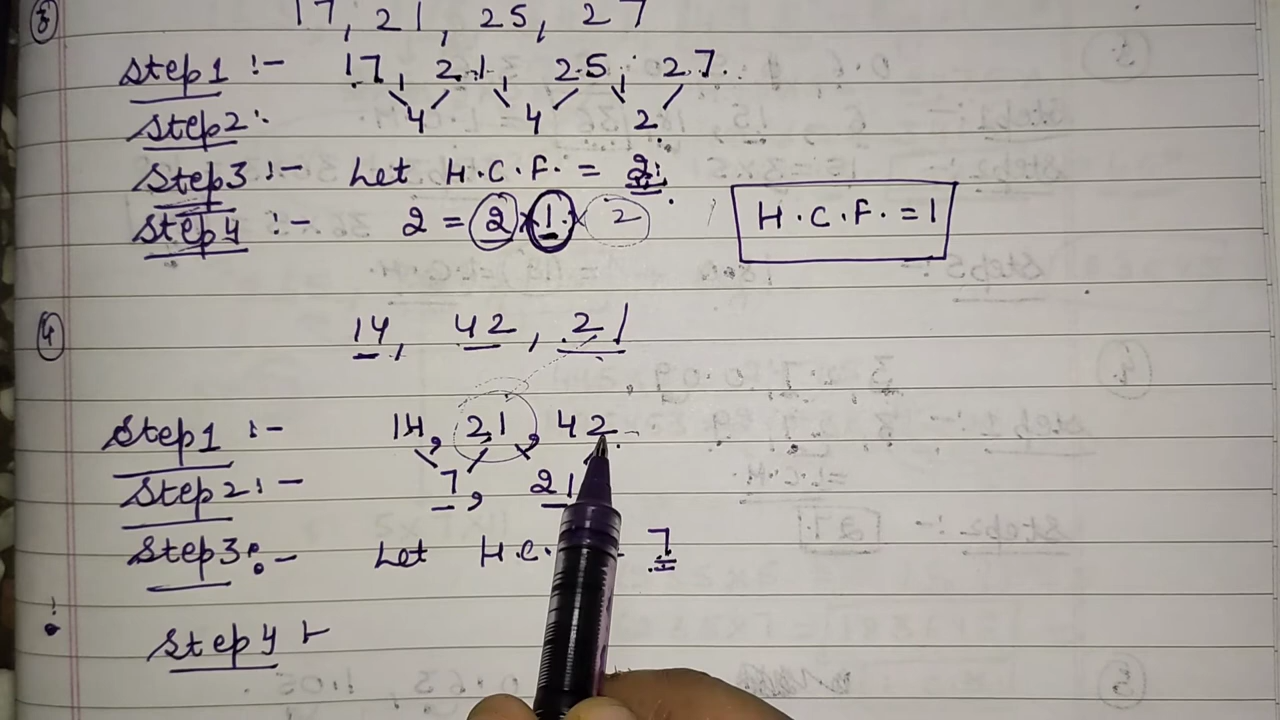 ③ 17, 21, 25, 27
Step1 :- 17, 21, 25, 27.
Step2 :- 4 4 2
Step3 :- Let H.C.F. = 2
Step4 :- 2 = 2 × 1 × 2 H.C.F. = 1
④ 14, 42, 21
Step1 :- 14, 21, 42
Step2 :- 7, 21
Step3 :- Let H.C. 7
Step4